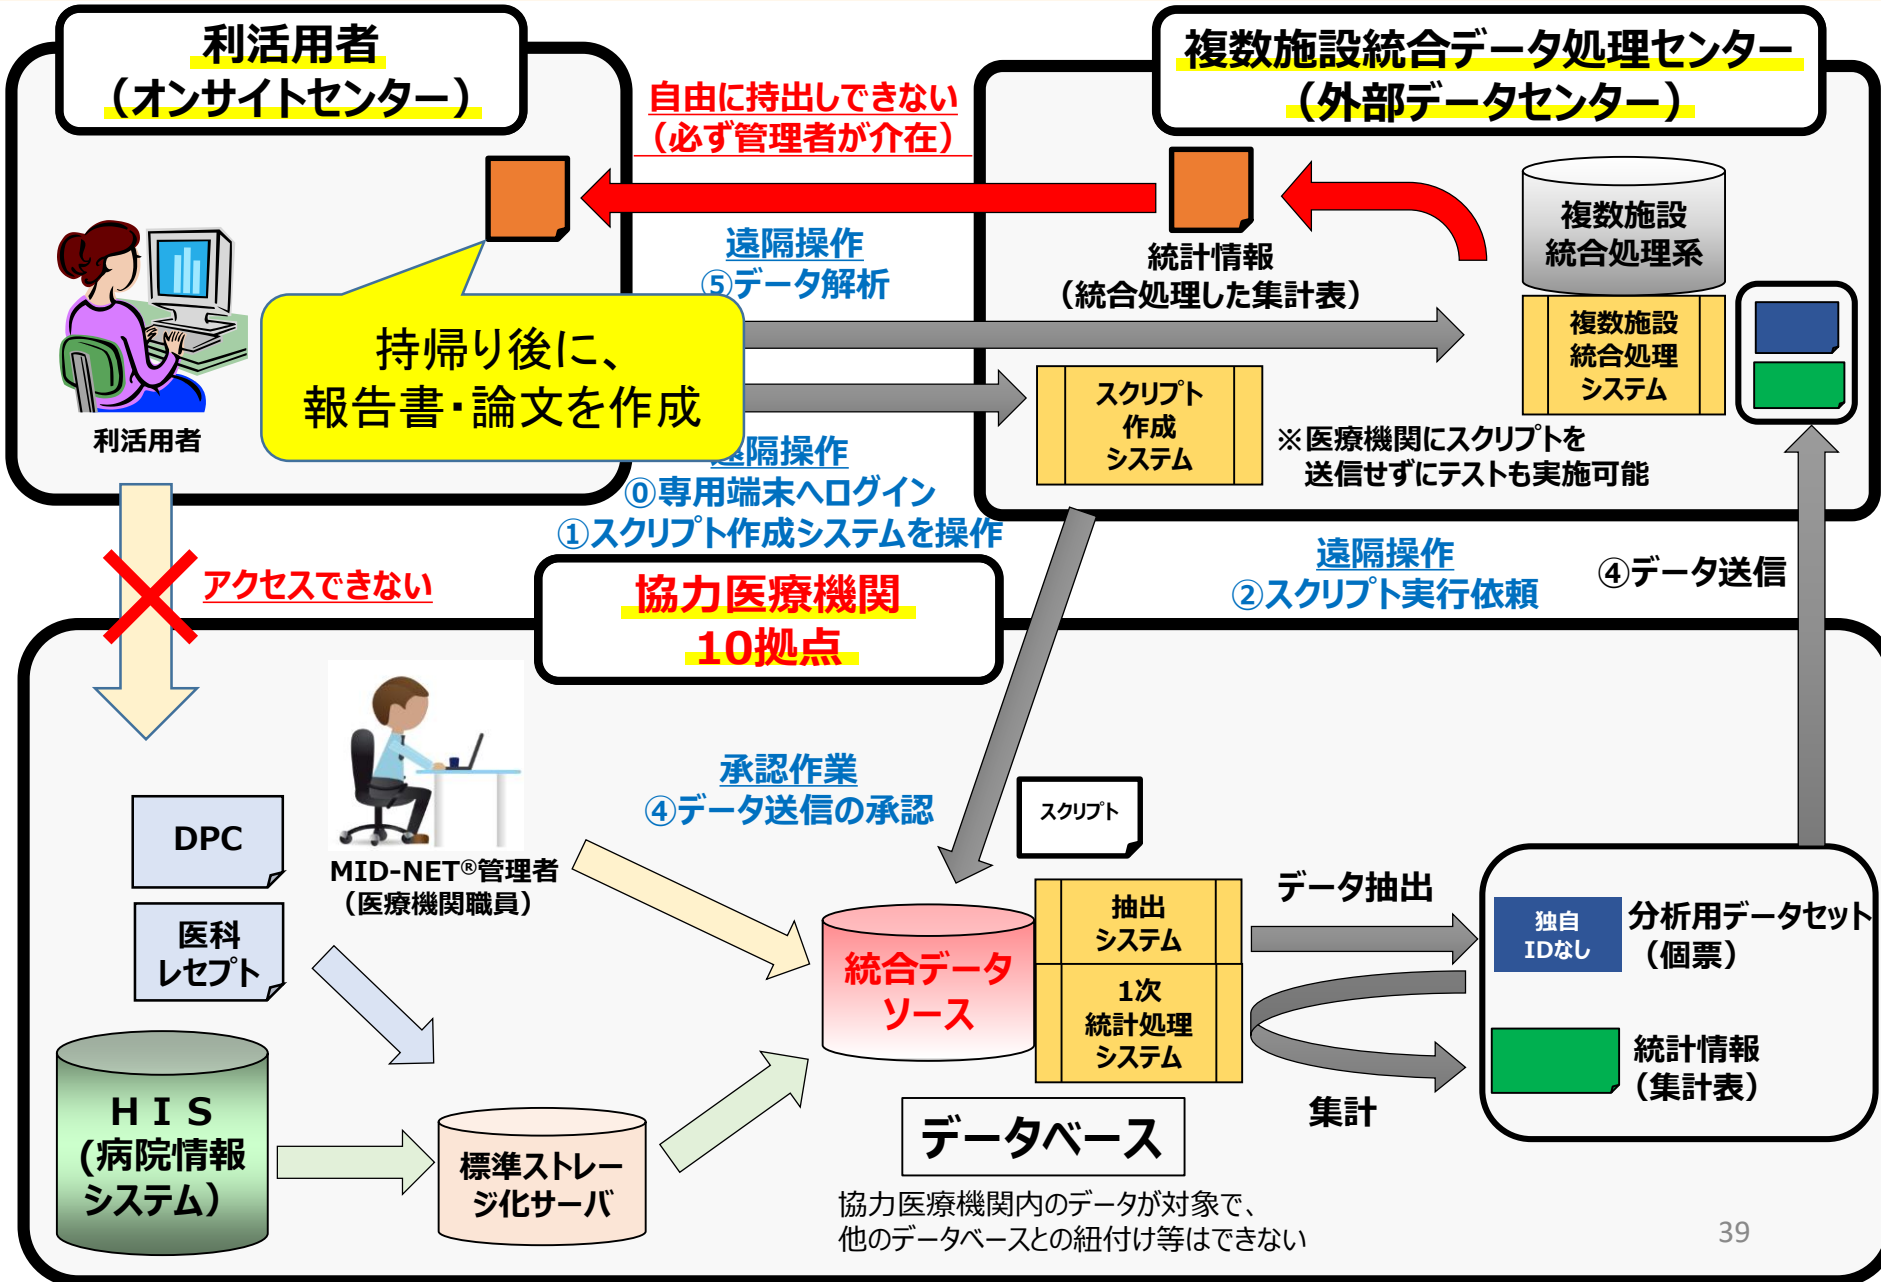 利活用者
（オンサイトセンター）
複数施設統合データ処理センター
（外部データセンター）
自由に持出しできない
（必ず管理者が介在）
統計情報
（統合処理した集計表）
複数施設
統合処理系
複数施設
統合処理
システム
遠隔操作
⑤データ解析
持帰り後に、
報告書・論文を作成
利活用者
スクリプト
作成
システム
※医療機関にスクリプトを
送信せずにテストも実施可能
遠隔操作
⓪専用端末へログイン
①スクリプト作成システムを操作
アクセスできない
協力医療機関
10拠点
遠隔操作
②スクリプト実行依頼
④データ送信
承認作業
④データ送信の承認
スクリプト
DPC
医科
レセプト
MID-NET®管理者
（医療機関職員）
統合データ
ソース
抽出
システム
1次
統計処理
システム
データ抽出
集計
独自
IDなし
分析用データセット
（個票）
統計情報
（集計表）
ＨＩＳ
(病院情報
システム）
標準ストレー
ジ化サーバ
データベース
協力医療機関内のデータが対象で、
他のデータベースとの紐付け等はできない
39